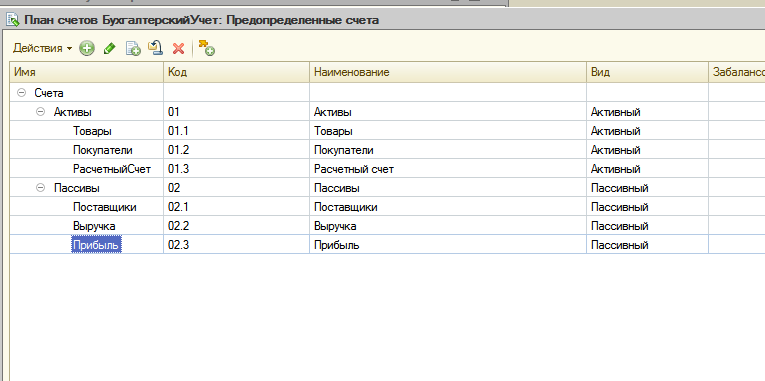 План счетов БухгалтерскийУчет: Предопределенные счета
Действия
Имя Код Наименование Вид Забалансо
Счета
Активы 01 Активы Активный
Товары 01.1 Товары Активный
Покупатели 01.2 Покупатели Активный
РасчетныйСчет 01.3 Расчетный счет Активный
Пассивы 02 Пассивы Пассивный
Поставщики 02.1 Поставщики Пассивный
Выручка 02.2 Выручка Пассивный
Прибыль 02.3 Прибыль Пассивный